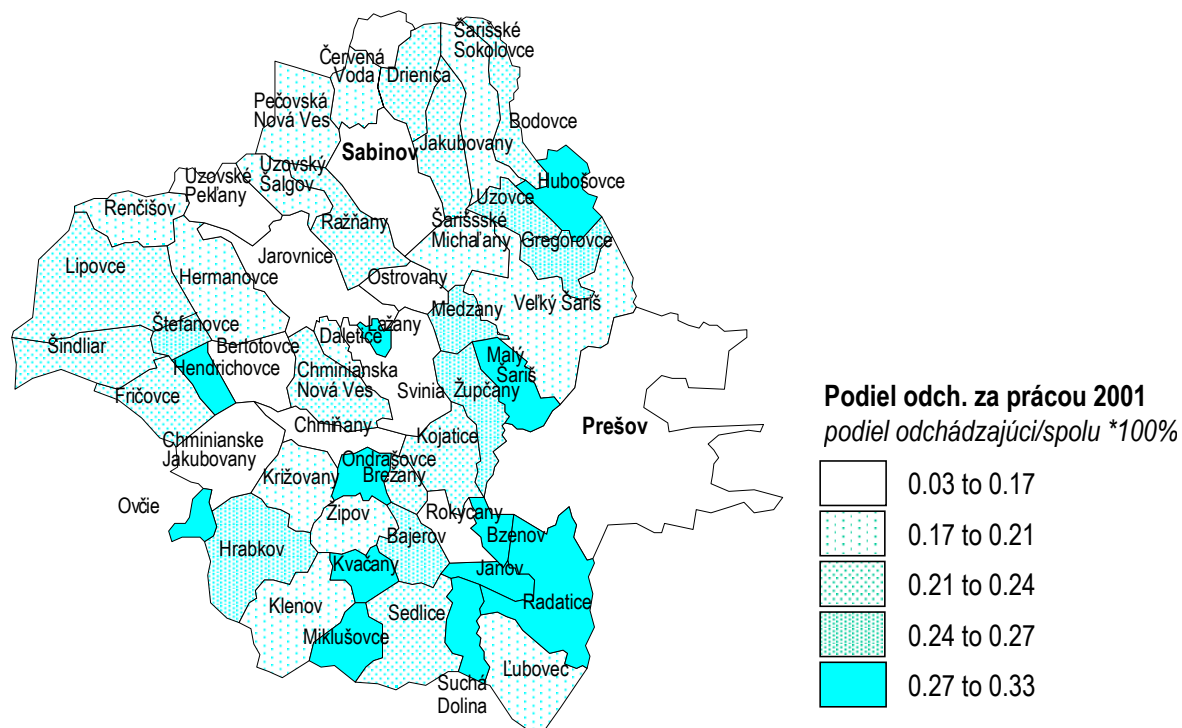 Šarišské
Sokolovce
Červená
Voda
Drienica
Pečovská
Nová Ves
Bodovce
Jakubovany
Sabinov
Uzovský
Šalgov
Uzovské
Pekľany
Hubošovce
Uzovce
Renčišov
Ražňany
Šarišsské
Michaľany
Gregorovce
Jarovnice
Lipovce
Hermanovce
Ostrovany
Veľký Šariš
Medzany
Štefanovce
Lažany
Daletice
Šindliar
Bertotovce
Malý
Šariš
Hendrichovce
Chminianska
Nová Ves
Svinia
Župčany
Fričovce
Chmiňany
Prešov
Kojatice
Chminianske
Jakubovany
Ondrašovce
Brežany
Križovany
Ovčie
Žipov
Rokycany
Bzenov
Bajerov
Hrabkov
Kvačany
Janov
Klenov
Sedlice
Radatice
Miklušovce
Ľubovec
Suchá
Dolina
Podiel odch. za prácou 2001
podiel odchádzajúci/spolu *100%
0.03 to 0.17
0.17 to 0.21
0.21 to 0.24
0.24 to 0.27
0.27 to 0.33